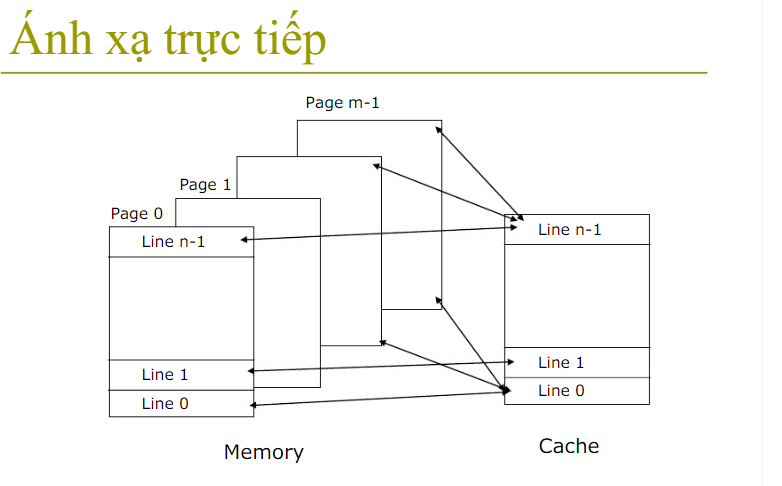 Ánh xạ trực tiếp
Page m-1
Page 1
Page 0
Line n-1
Line n-1
Line 1
Line 1
Line 0
Line 0
Memory
Cache